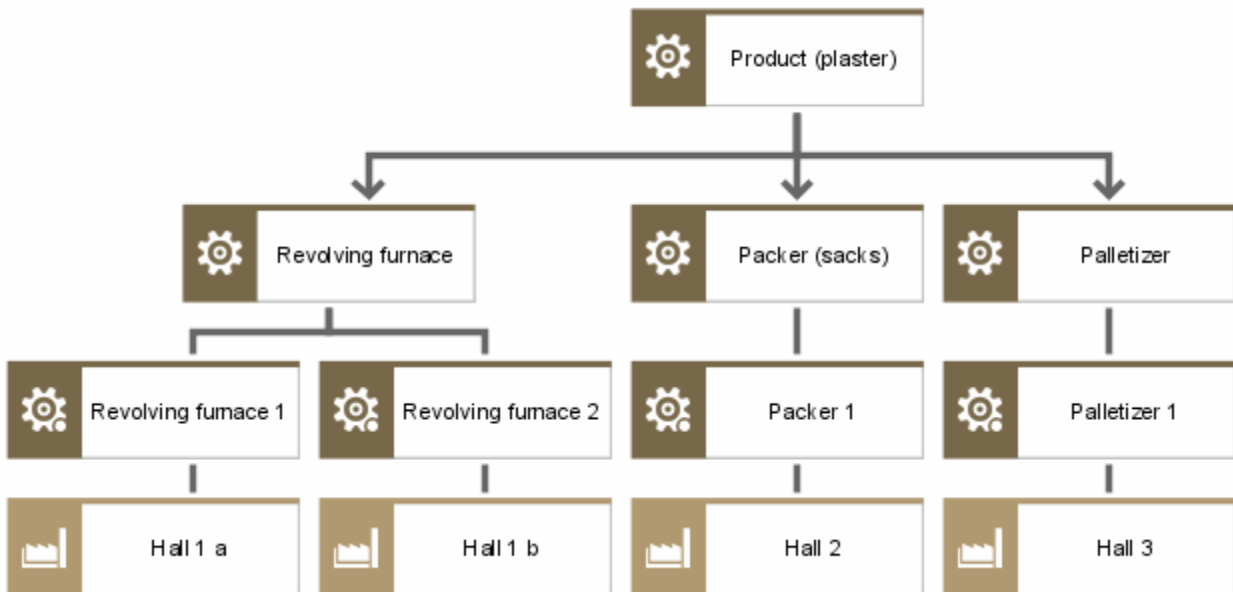 Product (plaster)
Revolving furnace
Packer (sacks)
Palletizer
Revolving furnace 1
Revolving furnace 2
Packer 1
Palletizer 1
Hall 1 a
Hall 1 b
Hall 2
Hall 3